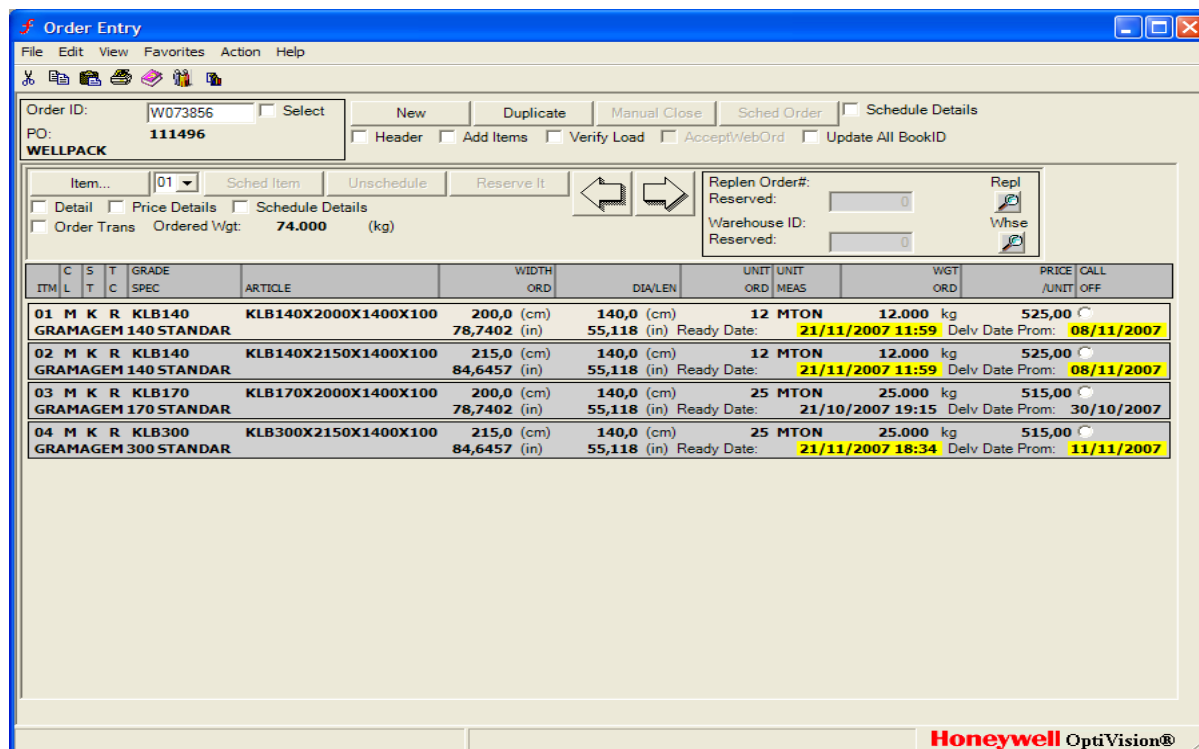 Order Entry
File Edit View Favorites Action Help
Order ID: W073856 Select New Duplicate Manual Close Sched Order Schedule Details
PO: 111496 Header Add Items Verify Load AcceptWebOrd Update All BookID
WELLPACK
Item... 01 Sched Item Unschedule Reserve It Replen Order#: Repl
Detail Price Details Schedule Details Reserved: 0
Order Trans Ordered Wgt: 74.000 (kg) Warehouse ID: Whse
Reserved: 0
C S T GRADE WIDTH UNIT UNIT WGT PRICE CALL
ITM L T C SPEC ARTICLE ORD DIA/LEN ORD MEAS ORD /UNIT OFF
01 M K R KLB140 KLB140X2000X1400X100 200,0 (cm) 140,0 (cm) 12 MTON 12.000 kg 525,00
GRAMAGEM 140 STANDAR 78,7402 (in) 55,118 (in) Ready Date: 21/11/2007 11:59 Delv Date Prom: 08/11/2007
02 M K R KLB140 KLB140X2150X1400X100 215,0 (cm) 140,0 (cm) 12 MTON 12.000 kg 525,00
GRAMAGEM 140 STANDAR 84,6457 (in) 55,118 (in) Ready Date: 21/11/2007 11:59 Delv Date Prom: 08/11/2007
03 M K R KLB170 KLB170X2000X1400X100 200,0 (cm) 140,0 (cm) 25 MTON 25.000 kg 515,00
GRAMAGEM 170 STANDAR 78,7402 (in) 55,118 (in) Ready Date: 21/10/2007 19:15 Delv Date Prom: 30/10/2007
04 M K R KLB300 KLB300X2150X1400X100 215,0 (cm) 140,0 (cm) 25 MTON 25.000 kg 515,00
GRAMAGEM 300 STANDAR 84,6457 (in) 55,118 (in) Ready Date: 21/11/2007 18:34 Delv Date Prom: 11/11/2007
Honeywell OptiVision®